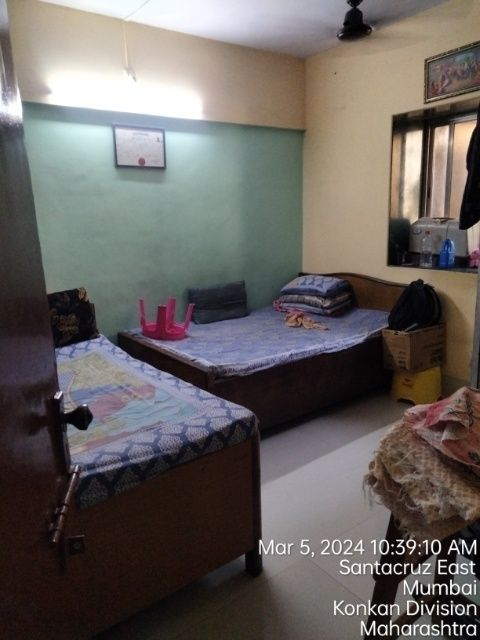 Mar 5, 2024 10:39:10 AM
Santacruz East
Mumbai
Konkan Division
Maharashtra